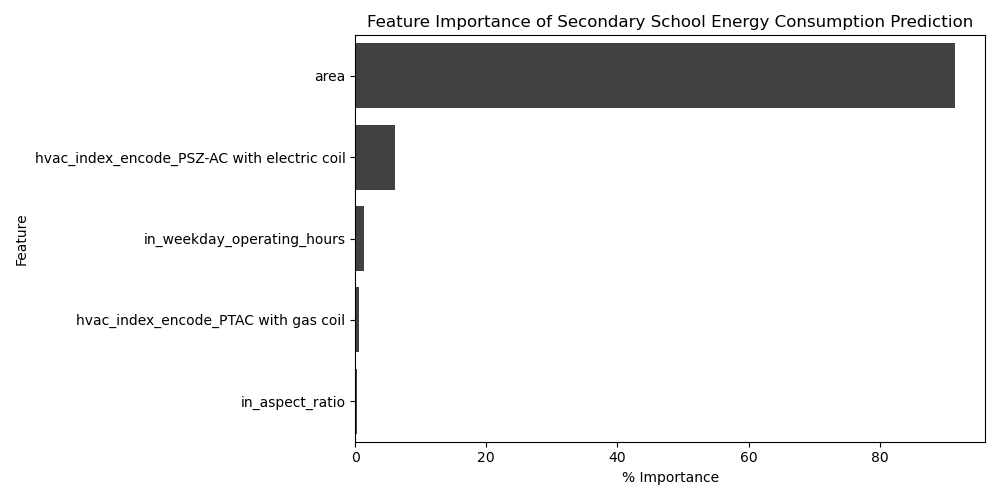 Feature Importance of Secondary School Energy Consumption Prediction
area
hvac_index_encode_PSZ-AC with electric coil
in_weekday_operating_hours
hvac_index_encode_PTAC with gas coil
in_aspect_ratio
Feature
0 20 40 60 80
% Importance